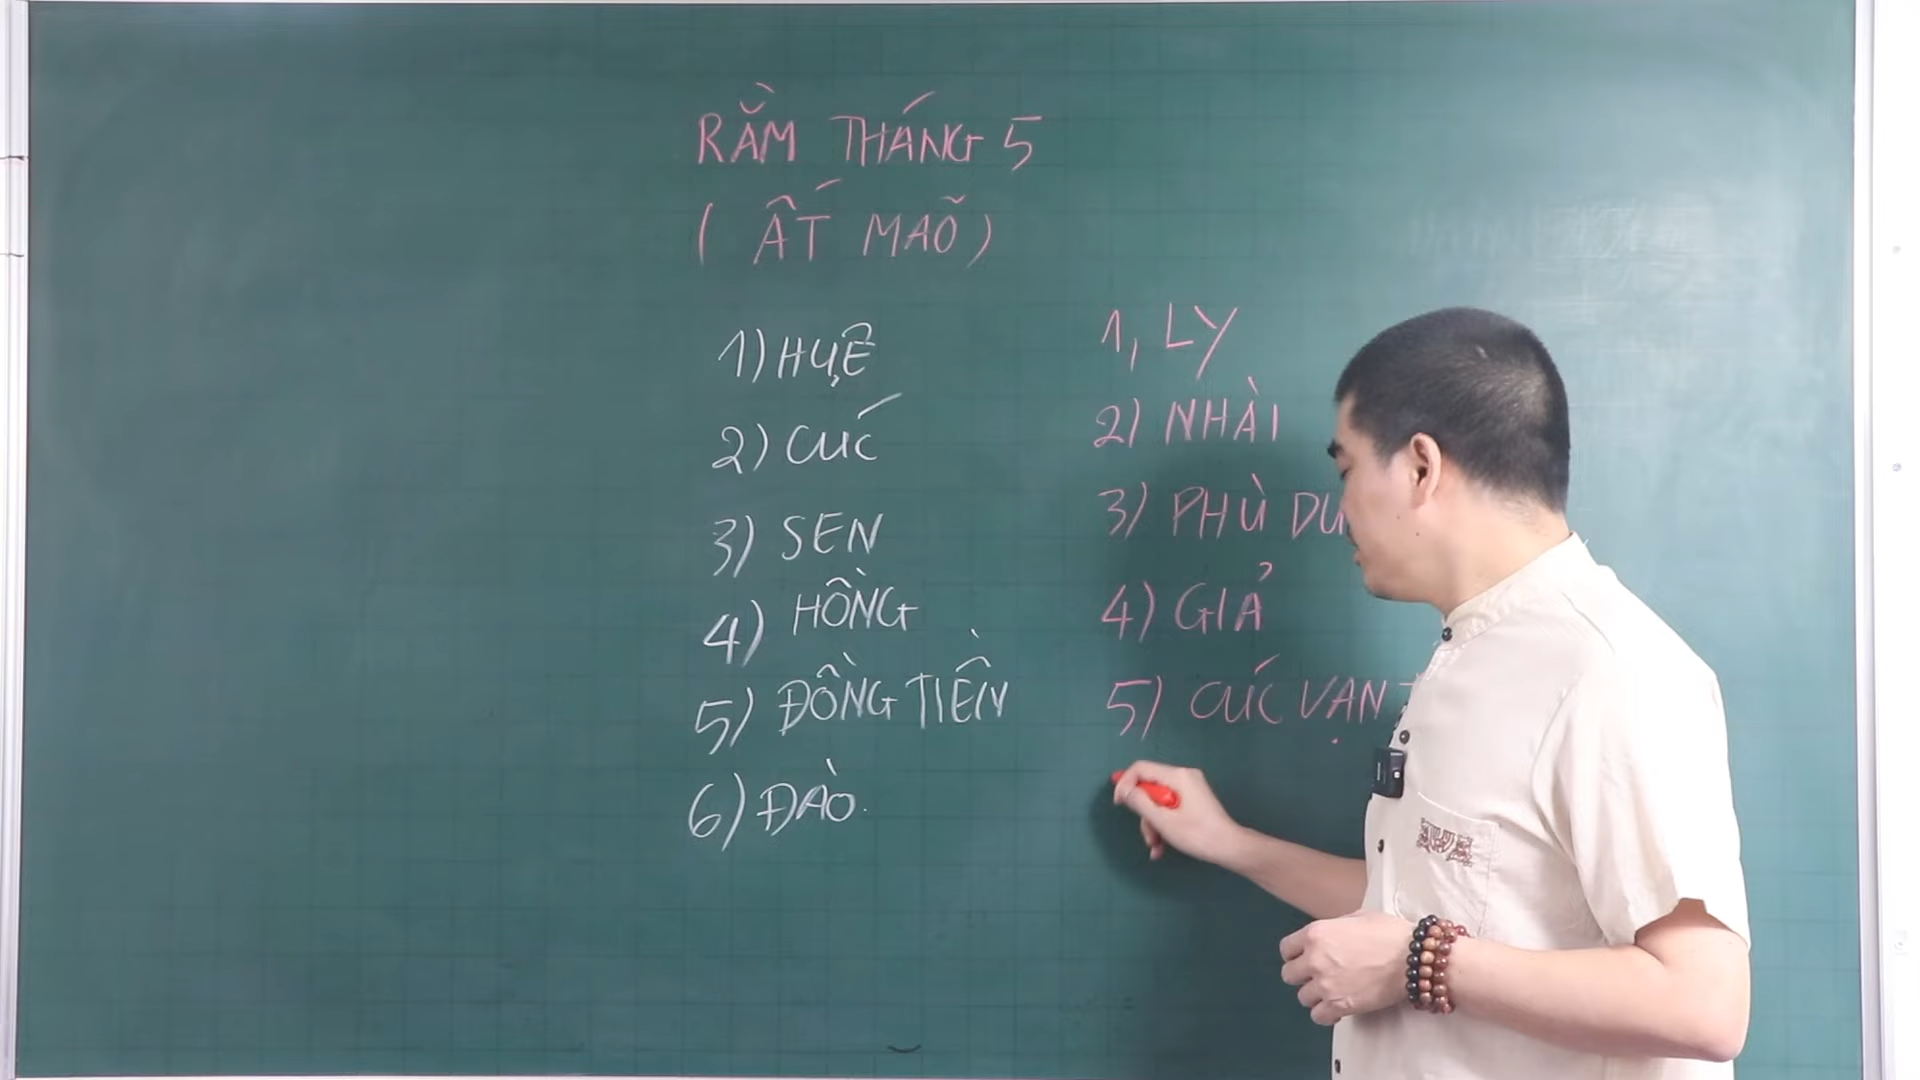 RẰM THÁNG 5
( ẤT MÃO)
1) HUỆ
2) CÚC
3) SEN
4) HỒNG
5) ĐỒNG TIỀN
6) ĐÀO.
1, LY
2) NHÀI
3) PHÙ DU
4) GIẢ
5) CÚC VẠN